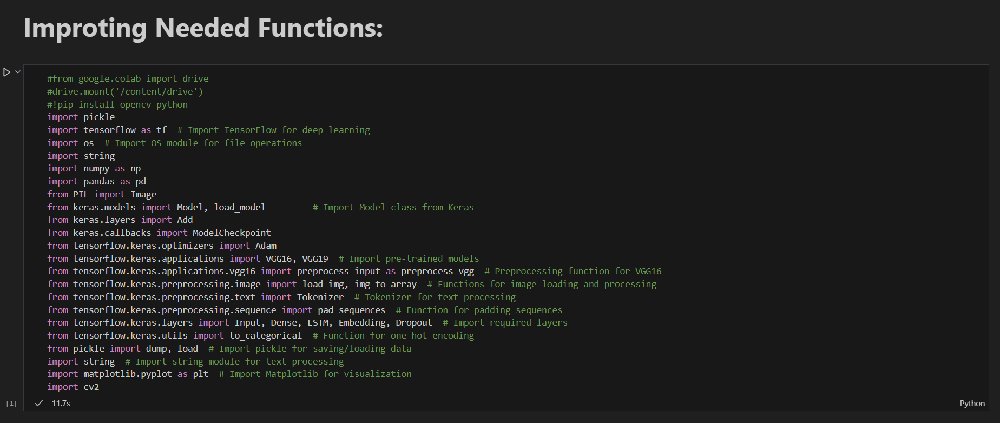 Improting Needed Functions:
#from google.colab import drive
#drive.mount('/content/drive')
#!pip install opencv-python
import pickle
import tensorflow as tf  # Import TensorFlow for deep learning
import os  # Import OS module for file operations
import string
import numpy as np
import pandas as pd
from PIL import Image
from keras.models import Model, load_model         # Import Model class from Keras
from keras.layers import Add
from keras.callbacks import ModelCheckpoint
from tensorflow.keras.optimizers import Adam
from tensorflow.keras.applications import VGG16, VGG19  # Import pre-trained models
from tensorflow.keras.applications.vgg16 import preprocess_input as preprocess_vgg  # Preprocessing function for VGG16
from tensorflow.keras.preprocessing.image import load_img, img_to_array  # Functions for image loading and processing
from tensorflow.keras.preprocessing.text import Tokenizer  # Tokenizer for text processing
from tensorflow.keras.preprocessing.sequence import pad_sequences  # Function for padding sequences
from tensorflow.keras.layers import Input, Dense, LSTM, Embedding, Dropout  # Import required layers
from tensorflow.keras.utils import to_categorical  # Function for one-hot encoding
from pickle import dump, load  # Import pickle for saving/loading data
import string  # Import string module for text processing
import matplotlib.pyplot as plt  # Import Matplotlib for visualization
import cv2
[1] 11.7s Python